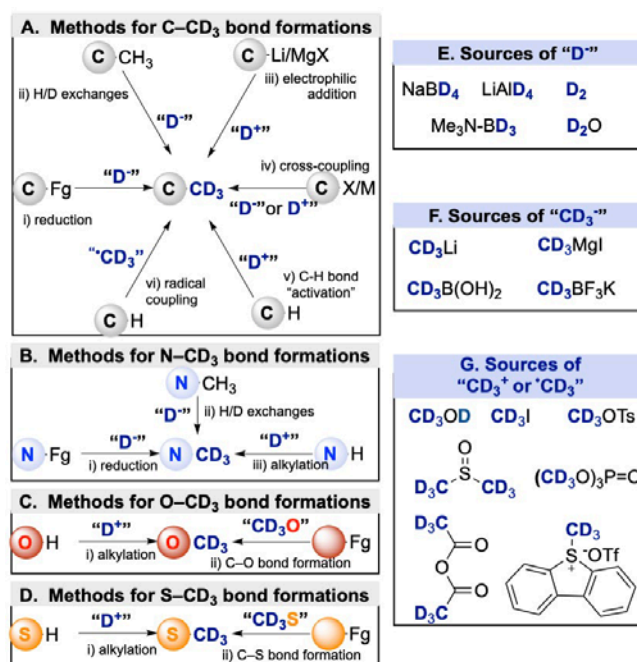 A. Methods for C–CD₃ bond formations
C CH₃
C Li/MgX
ii) H/D exchanges
iii) electrophilic
addition
“D⁻”
“D⁺”
iv) cross-coupling
C Fg
“D⁻”
C CD₃
C X/M
i) reduction
“D⁻”or D⁺”
“•CD₃”
“D⁺”
vi) radical
coupling
v) C-H bond
“activation”
C H
C H
B. Methods for N–CD₃ bond formations
N CH₃
“D⁻” ii) H/D exchanges
N Fg
“D⁻”
N CD₃
“D⁺”
N H
i) reduction
iii) alkylation
C. Methods for O–CD₃ bond formations
O H
“D⁺”
O CD₃
“CD₃O”
Fg
i) alkylation
ii) C–O bond formation
D. Methods for S–CD₃ bond formations
S H
“D⁺”
S CD₃
“CD₃S”
Fg
i) alkylation
ii) C–S bond formation
E. Sources of “D⁻”
NaBD₄ LiAlD₄ D₂
Me₃N-BD₃ D₂O
F. Sources of “CD₃⁻”
CD₃Li CD₃MgI
CD₃B(OH)₂ CD₃BF₃K
G. Sources of
“CD₃⁺ or •CD₃”
CD₃OD CD₃I CD₃OTs
O
S
D₃C CD₃
(CD₃O)₃P=O
D₃C
O
O
O
D₃C
CD₃
S⁺ ⁻OTf